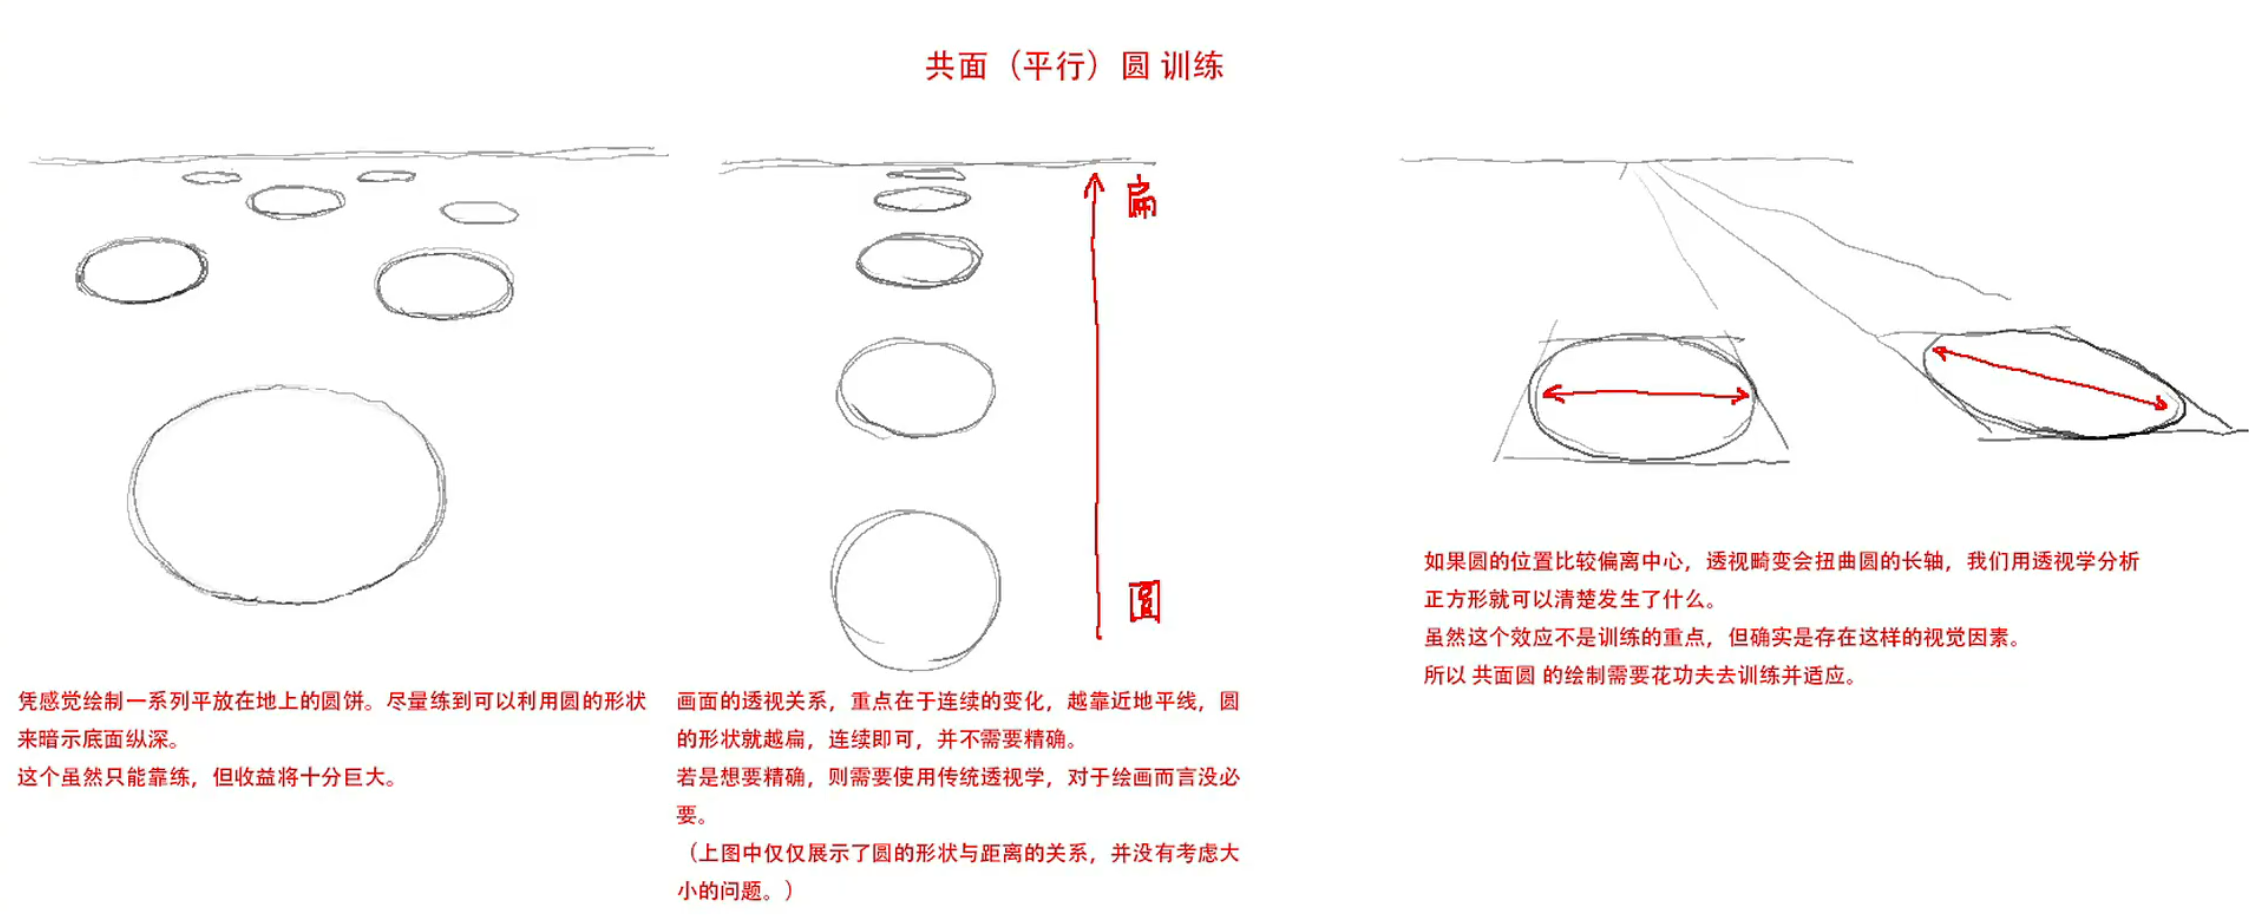 共面（平行）圆 训练
扁
圆
凭感觉绘制一系列平放在地上的圆饼。尽量练到可以利用圆的形状
来暗示底面纵深。
这个虽然只能靠练，但收益将十分巨大。
画面的透视关系，重点在于连续的变化，越靠近地平线，圆
的形状就越扁，连续即可，并不需要精确。
若是想要精确，则需要使用传统透视学，对于绘画而言没必
要。
（上图中仅仅展示了圆的形状与距离的关系，并没有考虑大
小的问题。）
如果圆的位置比较偏离中心，透视畸变会扭曲圆的长轴，我们用透视学分析
正方形就可以清楚发生了什么。
虽然这个效应不是训练的重点，但确实是存在这样的视觉因素。
所以 共面圆 的绘制需要花功夫去训练并适应。